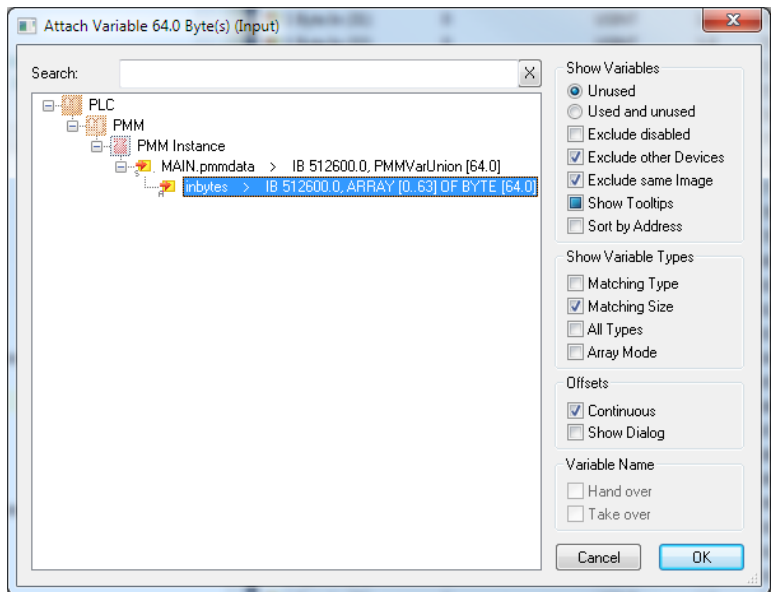 Attach Variable 64.0 Byte(s) (Input)
Search:
PLC
PMM
PMM Instance
MAIN.pmmdata > IB 512600.0, PMMVarUnion [64.0]
inbytes > IB 512600.0, ARRAY [0..63] OF BYTE [64.0]
Show Variables
Unused
Used and unused
Exclude disabled
Exclude other Devices
Exclude same Image
Show Tooltips
Sort by Address
Show Variable Types
Matching Type
Matching Size
All Types
Array Mode
Offsets
Continuous
Show Dialog
Variable Name
Hand over
Take over
Cancel OK